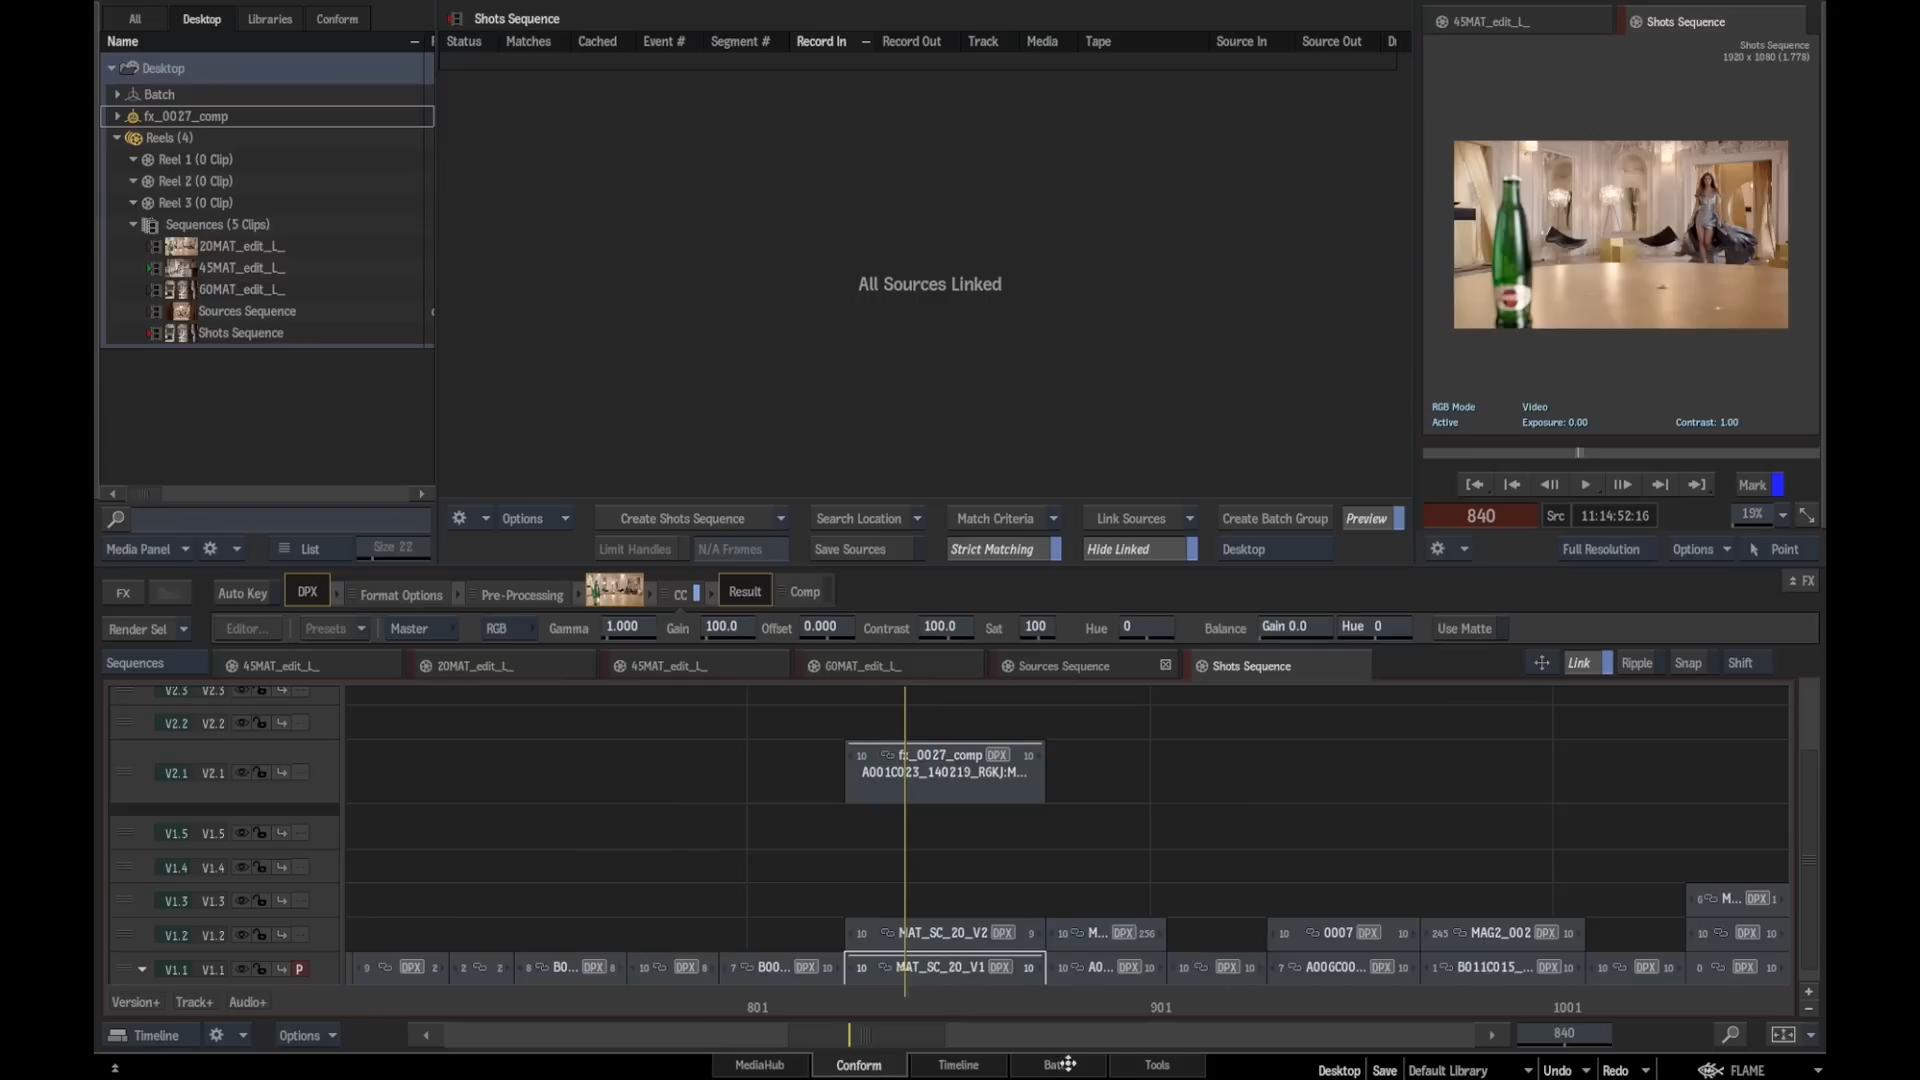 All Desktop Libraries Conform
Shots Sequence
45MAT_edit_L_ Shots Sequence
Name
Status Matches Cached Event # Segment # Record In Record Out Track Media Tape Source In Source Out
Shots Sequence
1920 x 1080 (1.778)
Desktop
Batch
fx_0027_comp
Reels (4)
Reel 1 (0 Clip)
Reel 2 (0 Clip)
Reel 3 (0 Clip)
Sequences (5 Clips)
20MAT_edit_L_
45MAT_edit_L_
60MAT_edit_L_
Sources Sequence
Shots Sequence
All Sources Linked
RGB Mode Video
Active Exposure: 0.00 Contrast: 1.00
Mark
Options Create Shots Sequence Search Location Match Criteria Link Sources Create Batch Group Preview
840 Src 11:14:52:16 19%
Media Panel List Size 22
Limit Handles N/A Frames Save Sources Strict Matching Hide Linked Desktop
Full Resolution Options Point
FX Auto Key DPX Format Options Pre-Processing CC Result Comp FX
Render Sel Editor... Presets Master RGB Gamma 1.000 Gain 100.0 Offset 0.000 Contrast 100.0 Sat 100 Hue 0 Balance Gain 0.0 Hue 0 Use Matte
Sequences 45MAT_edit_L_ 20MAT_edit_L_ 45MAT_edit_L_ 60MAT_edit_L_ Sources Sequence Shots Sequence Link Ripple Snap Shift
V2.3 V2.3
V2.2 V2.2
10 fx_0027_comp DPX 10
V2.1 V2.1 A001C023_140219_R6KJ:M...
V1.5 V1.5
V1.4 V1.4
V1.3 V1.3 6 M... DPX 1
V1.2 V1.2 10 MAT_SC_20_V2 DPX 9 10 M... DPX 256 10 0007 DPX 10 245 MAG2_002 DPX 10 10 DPX 10
V1.1 V1.1 P 9 DPX 2 2 2 8 B0... DPX 8 10 DPX 8 7 B00... DPX 10 10 MAT_SC_20_V1 DPX 10 10 A0... DPX 10 10 DPX 10 7 A006C00... DPX 10 1 B011C015_... DPX 10 10 DPX 10 0 DPX 10
Version+ Track+ Audio+ 801 901 1001
Timeline Options 840
MediaHub Conform Timeline Tools
Desktop Save Default Library Undo Redo FLAME